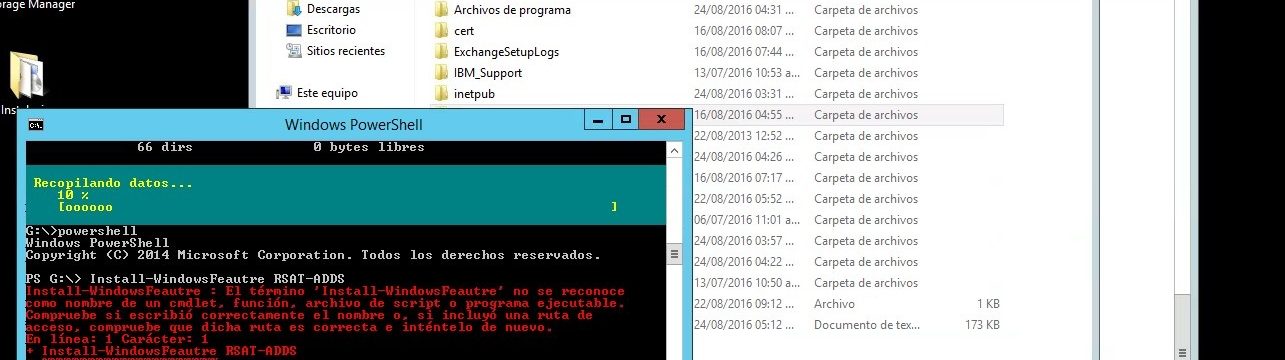 orage Manager
Descargas
Escritorio
Sitios recientes
Este equipo
Archivos de programa 24/08/2016 04:31 ... Carpeta de archivos
cert 16/08/2016 08:07 ... Carpeta de archivos
ExchangeSetupLogs 16/08/2016 07:44 ... Carpeta de archivos
IBM_Support 13/07/2016 10:53 a... Carpeta de archivos
inetpub 24/08/2016 03:31 ... Carpeta de archivos
16/08/2016 04:55 ... Carpeta de archivos
22/08/2013 12:52 ... Carpeta de archivos
24/08/2016 04:26 ... Carpeta de archivos
16/08/2016 07:17 ... Carpeta de archivos
22/08/2016 05:52 ... Carpeta de archivos
06/07/2016 11:01 a... Carpeta de archivos
24/08/2016 03:57 ... Carpeta de archivos
24/08/2016 04:22 ... Carpeta de archivos
13/07/2016 10:50 a... Carpeta de archivos
22/08/2016 09:12 ... Archivo 1 KB
24/08/2016 05:12 ... Documento de tex... 173 KB
Windows PowerShell
66 dirs 0 bytes libres
Recopilando datos...
10 %
[oooooo ]
G:\>powershell
Windows PowerShell
Copyright (C) 2014 Microsoft Corporation. Todos los derechos reservados.
PS G:\> Install-WindowsFeautre RSAT-ADDS
Install-WindowsFeautre : El término 'Install-WindowsFeautre' no se reconoce
como nombre de un cmdlet, función, archivo de script o programa ejecutable.
Compruebe si escribió correctamente el nombre o, si incluyó una ruta de
acceso, compruebe que dicha ruta es correcta e inténtelo de nuevo.
En línea: 1 Carácter: 1
+ Install-WindowsFeautre RSAT-ADDS